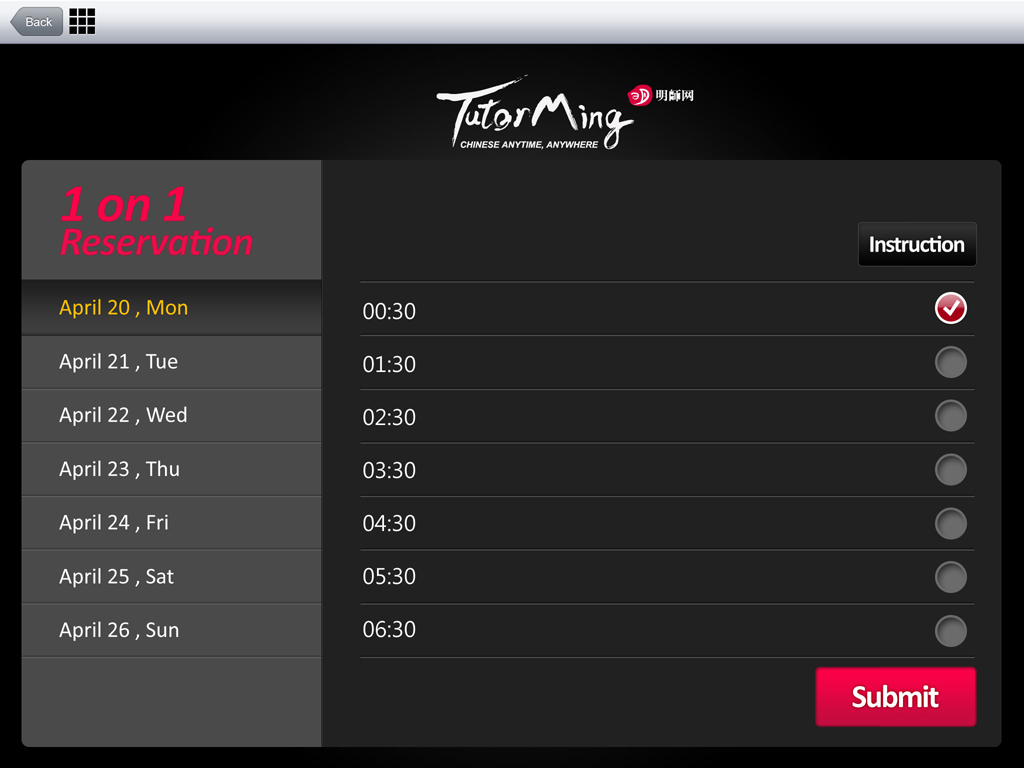 Back
TutorMing
明師网
CHINESE ANYTIME, ANYWHERE
1 on 1
Reservation
Instruction
April 20 , Mon
00:30
April 21 , Tue
01:30
April 22 , Wed
02:30
April 23 , Thu
03:30
April 24 , Fri
04:30
April 25 , Sat
05:30
April 26 , Sun
06:30
Submit